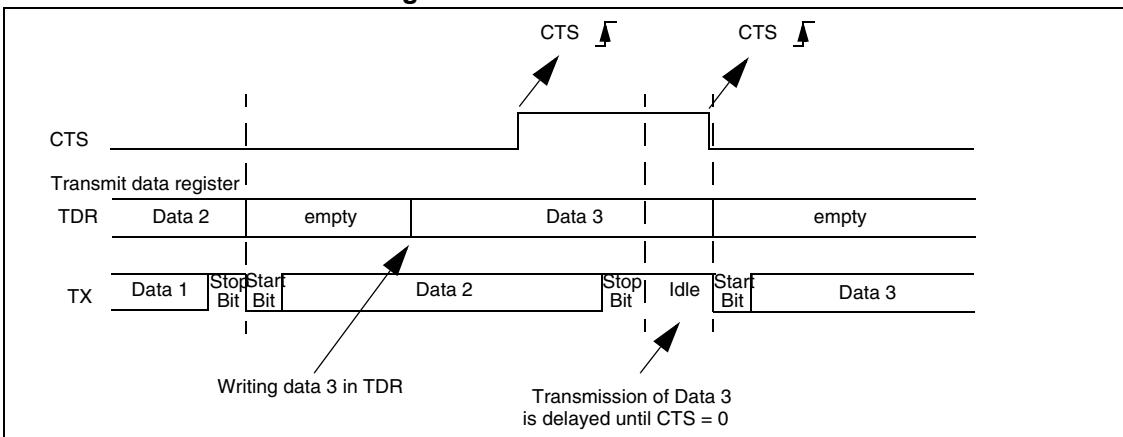 CTS CTS
CTS
Transmit data register
TDR Data 2 empty Data 3 empty
TX Data 1 Stop Bit Start Bit Data 2 Stop Bit Idle Start Bit Data 3
Writing data 3 in TDR
Transmission of Data 3
is delayed until CTS = 0